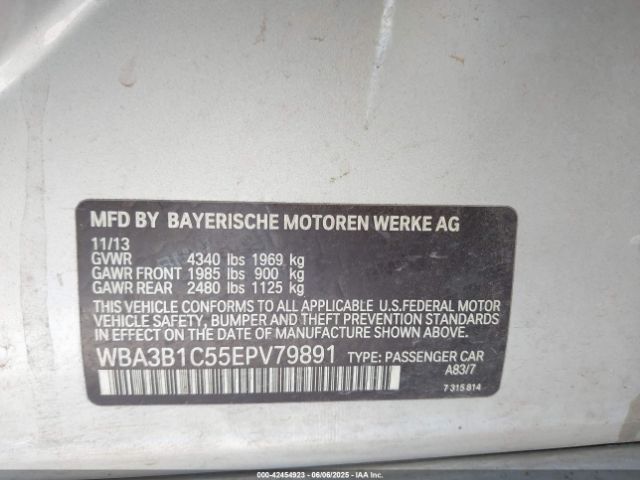 MFD BY BAYERISCHE MOTOREN WERKE AG
11/13
GVWR 4340 lbs 1969 kg
GAWR FRONT 1985 lbs 900 kg
GAWR REAR 2480 lbs 1125 kg
THIS VEHICLE CONFORMS TO ALL APPLICABLE U.S.FEDERAL MOTOR
VEHICLE SAFETY, BUMPER AND THEFT PREVENTION STANDARDS
IN EFFECT ON THE DATE OF MANUFACTURE SHOWN ABOVE.
WBA3B1C55EPV79891 TYPE: PASSENGER CAR
A83/7
7 315 814
000-42454923 - 06/06/2025 - IAAI.COM